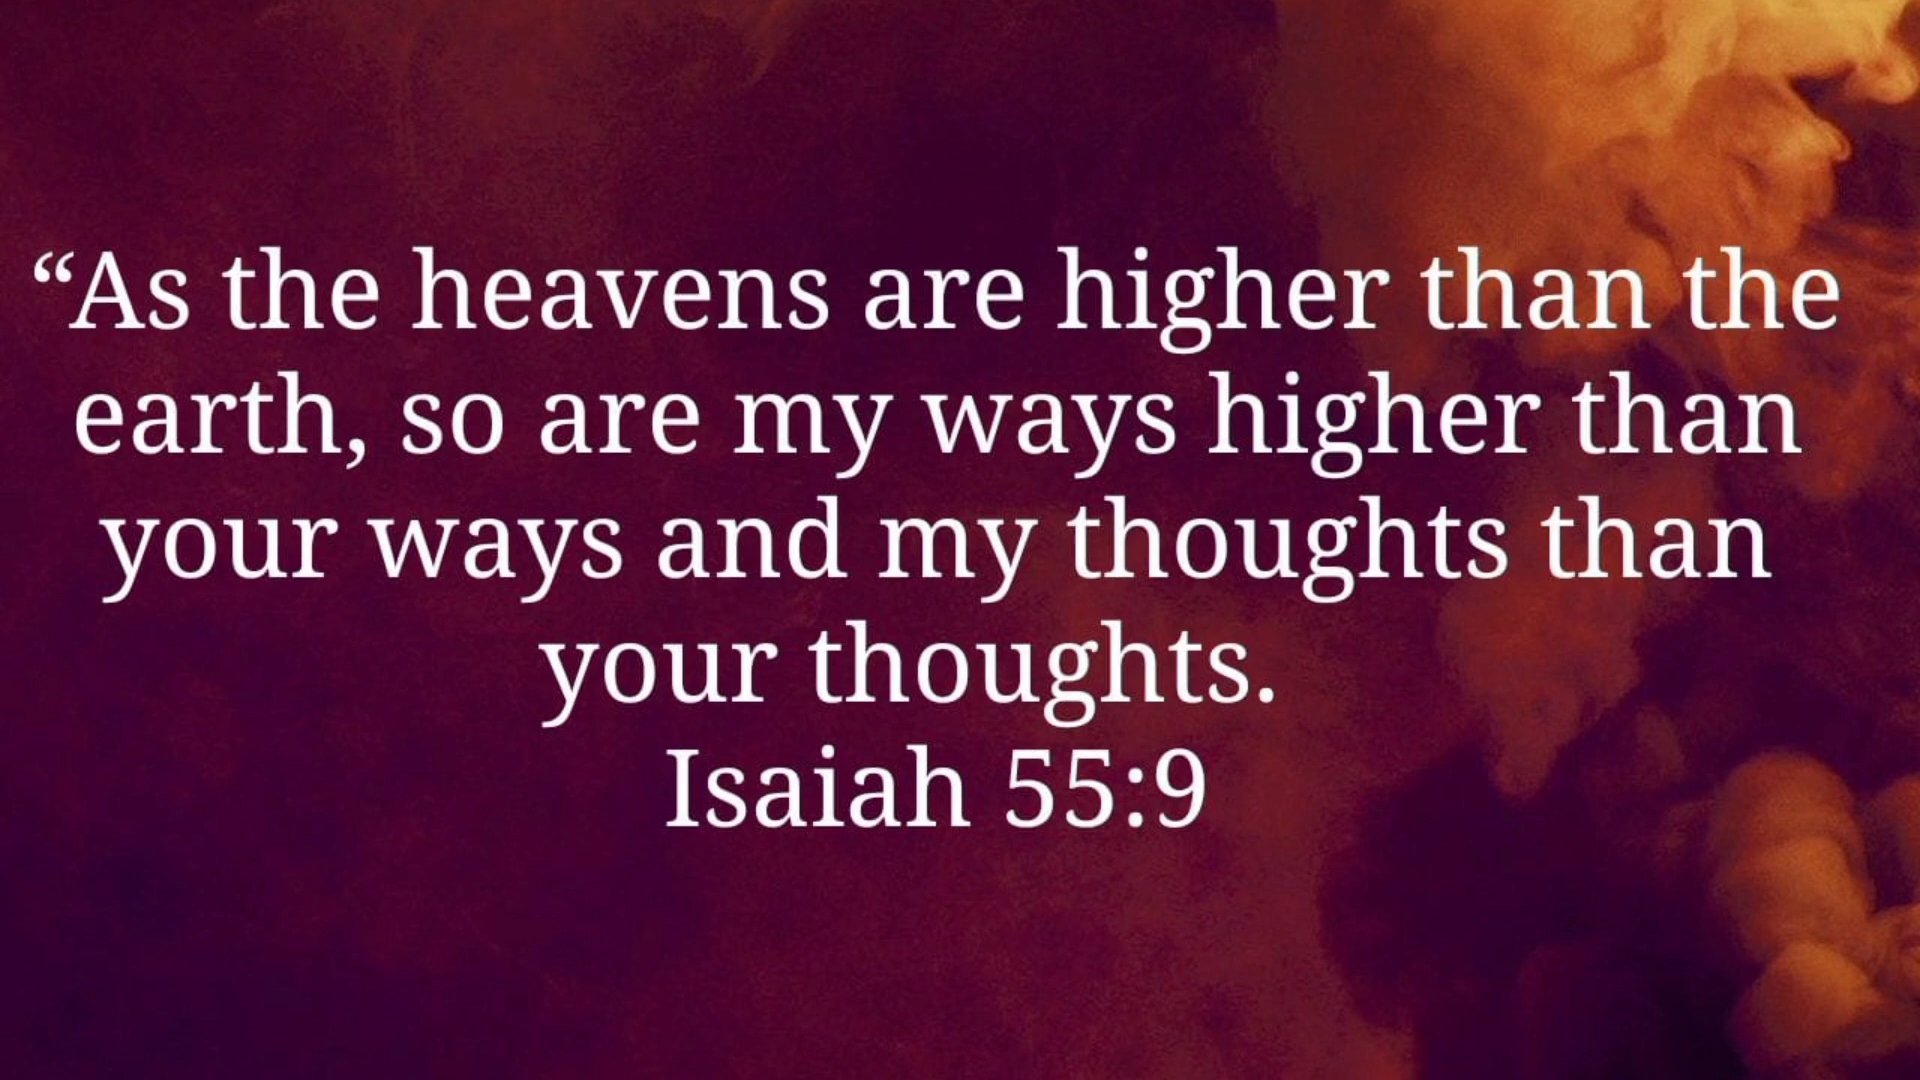 “As the heavens are higher than the
earth, so are my ways higher than
your ways and my thoughts than
your thoughts.
Isaiah 55:9